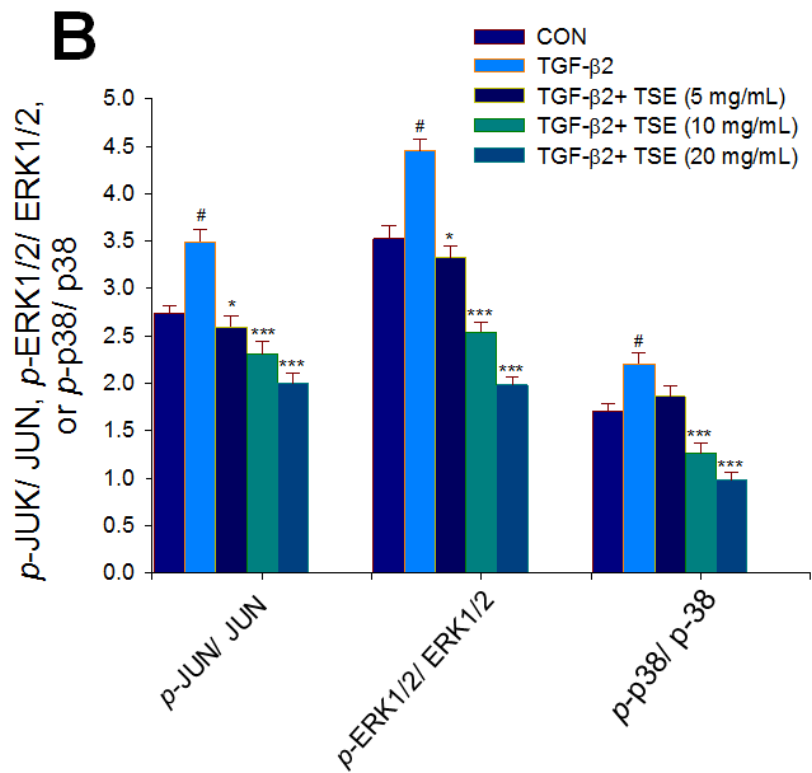 B
CON
TGF-β2
TGF-β2+ TSE (5 mg/mL)
TGF-β2+ TSE (10 mg/mL)
TGF-β2+ TSE (20 mg/mL)
p-JUK/ JUN, p-ERK1/2/ ERK1/2,
or p-p38/ p38
5.0
4.5
4.0
3.5
3.0
2.5
2.0
1.5
1.0
0.5
0.0
#
*
***
***
#
*
***
***
#
***
***
p-JUN/ JUN
p-ERK1/2/ ERK1/2
p-p38/ p-38